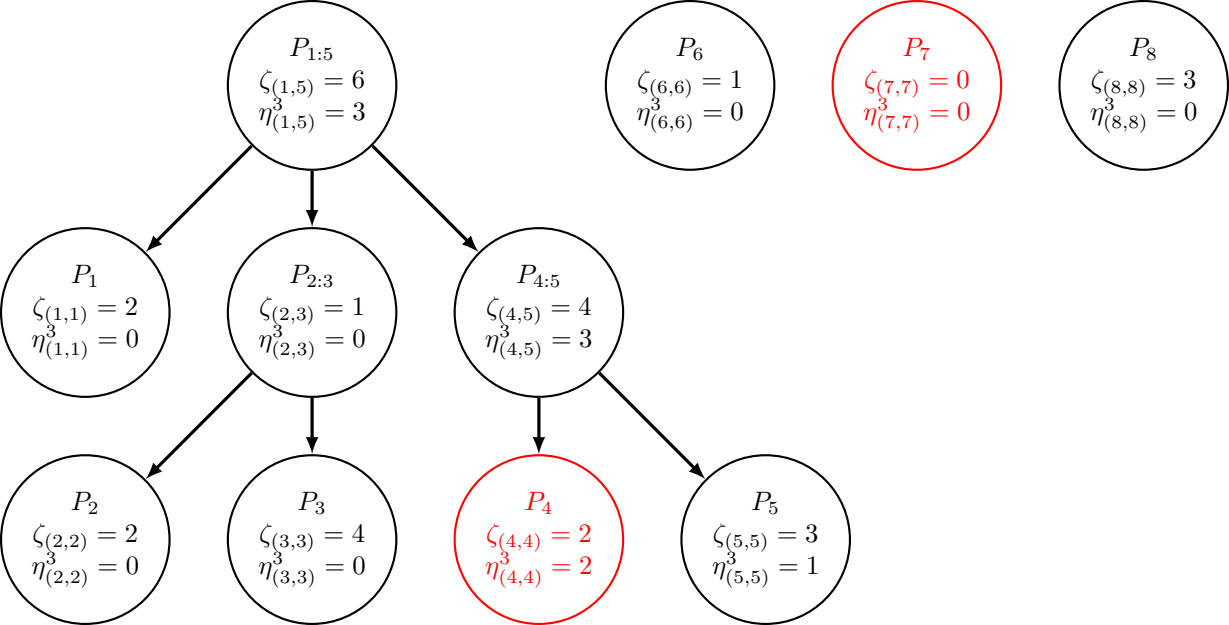 P_{1:5}
ζ_{(1,5)} = 6
η^3_{(1,5)} = 3
P_6
ζ_{(6,6)} = 1
η^3_{(6,6)} = 0
P_7
ζ_{(7,7)} = 0
η^3_{(7,7)} = 0
P_8
ζ_{(8,8)} = 3
η^3_{(8,8)} = 0
P_1
ζ_{(1,1)} = 2
η^3_{(1,1)} = 0
P_{2:3}
ζ_{(2,3)} = 1
η^3_{(2,3)} = 0
P_{4:5}
ζ_{(4,5)} = 4
η^3_{(4,5)} = 3
P_2
ζ_{(2,2)} = 2
η^3_{(2,2)} = 0
P_3
ζ_{(3,3)} = 4
η^3_{(3,3)} = 0
P_4
ζ_{(4,4)} = 2
η^3_{(4,4)} = 2
P_5
ζ_{(5,5)} = 3
η^3_{(5,5)} = 1